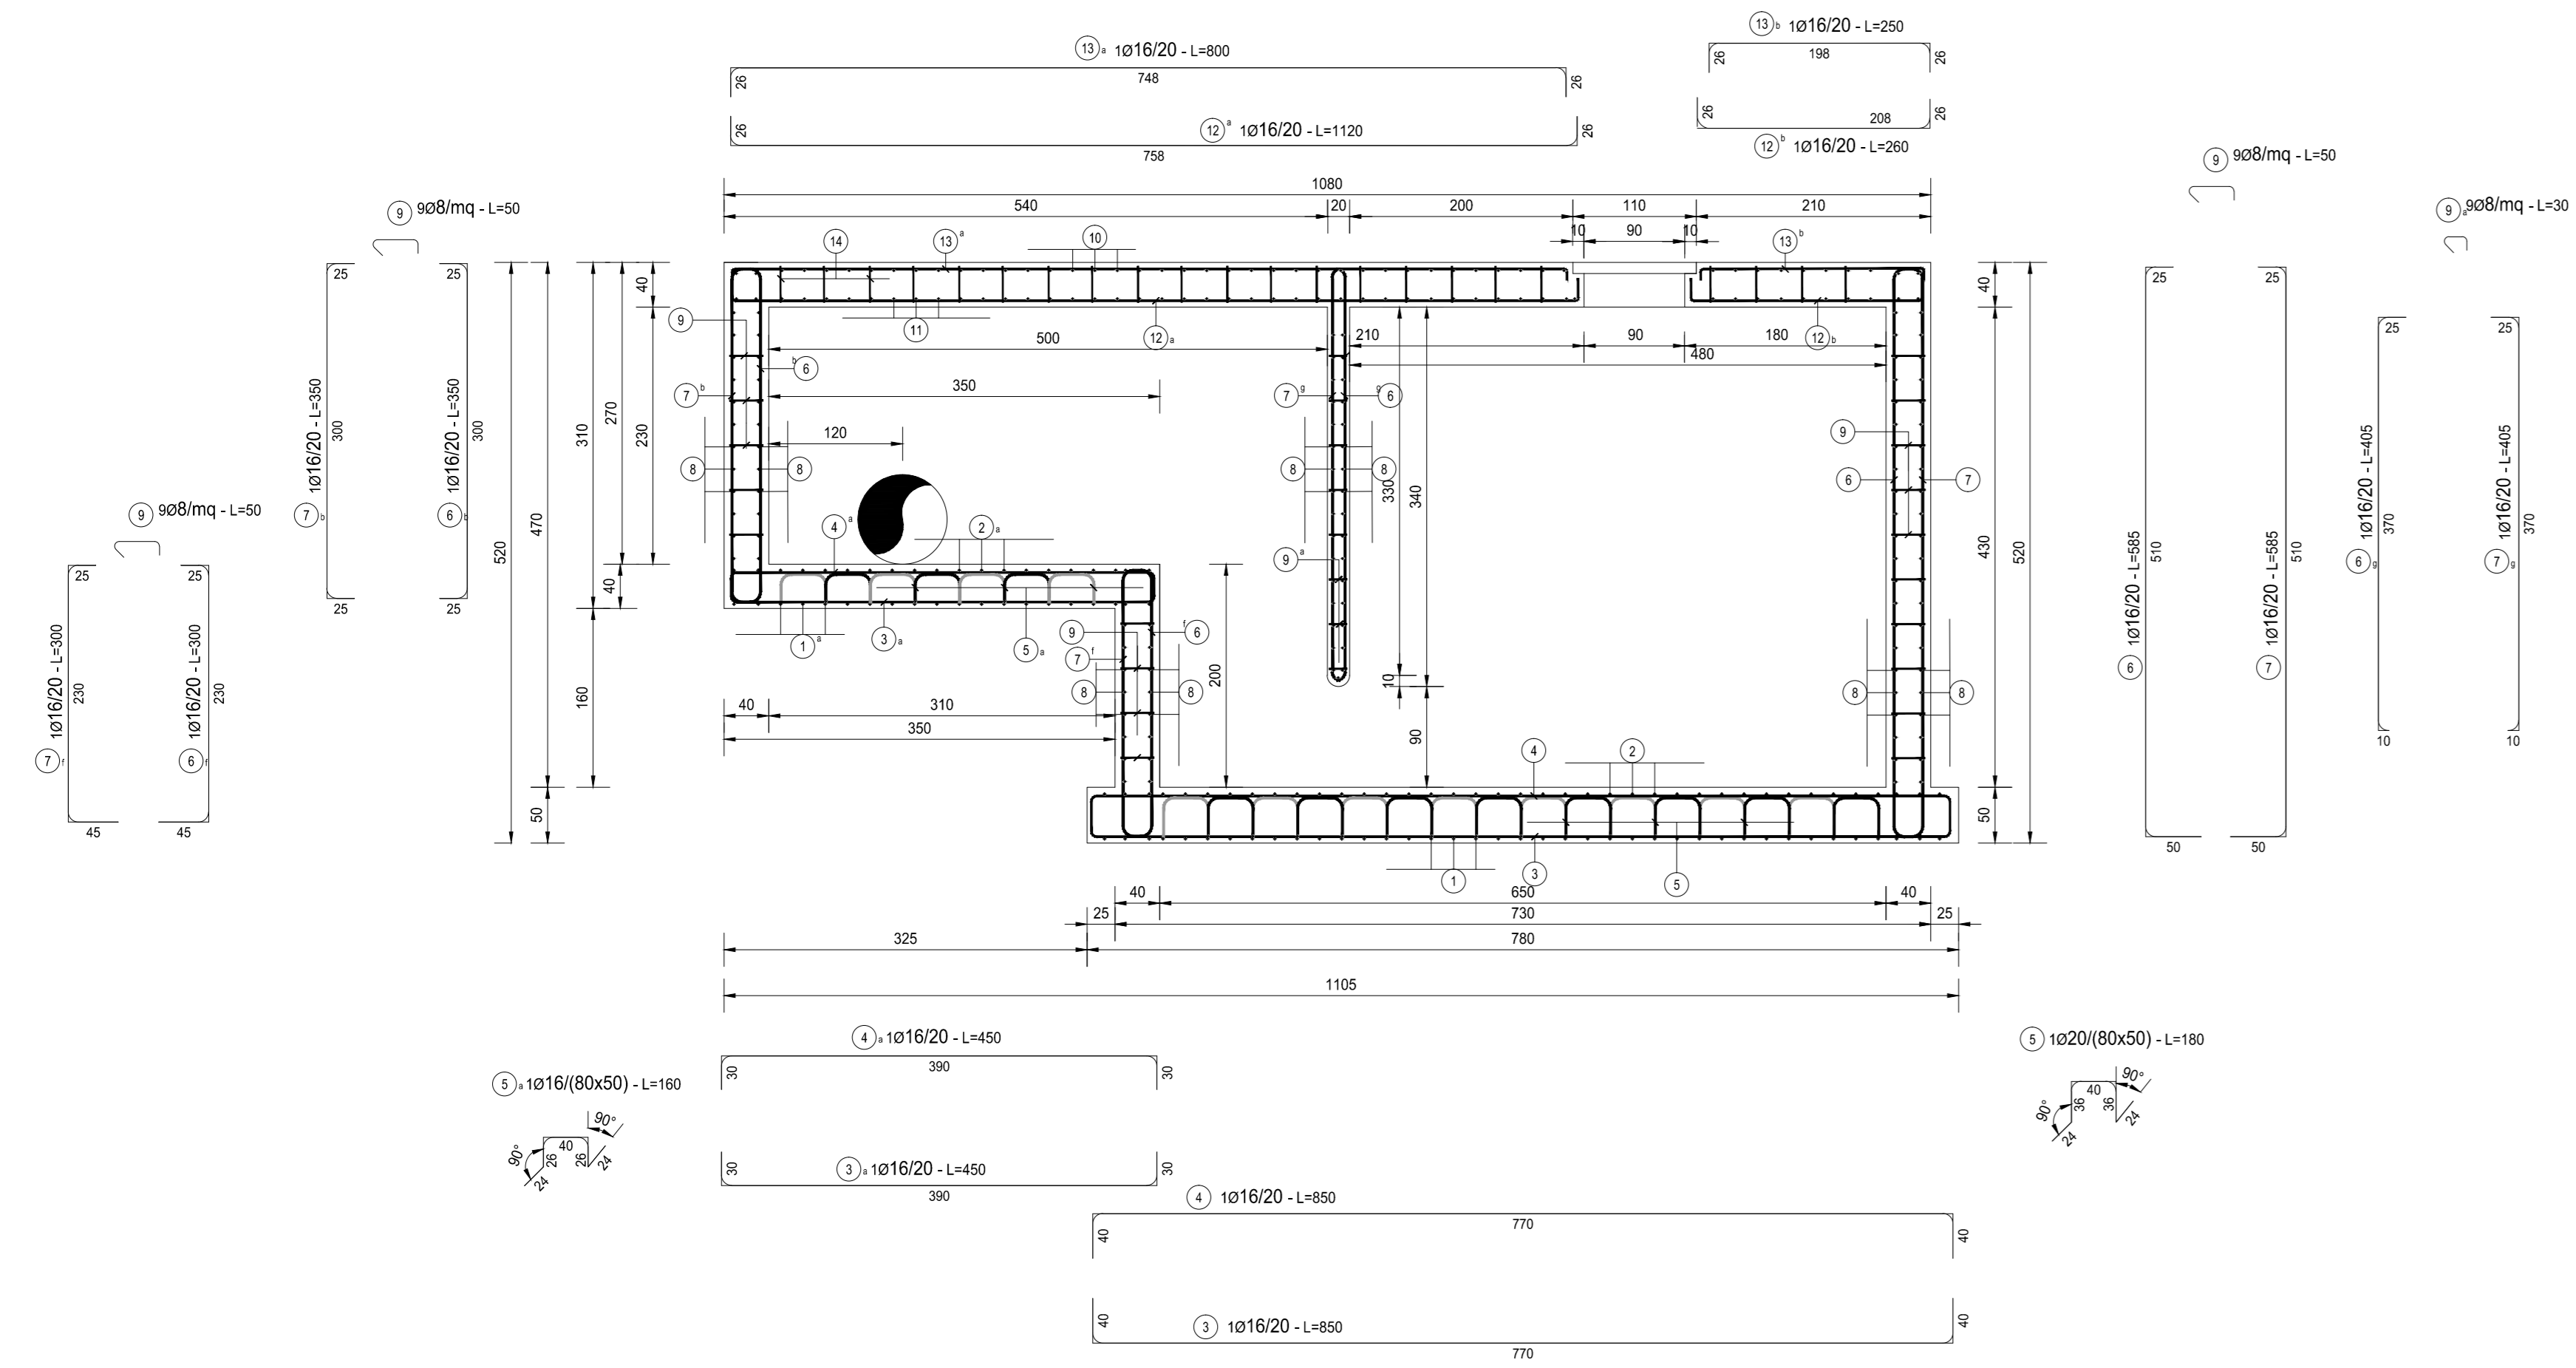 13 b 1Ø16/20 - L=250
26 198 26
13 a 1Ø16/20 - L=800
26 748 26
26 12 a 1Ø16/20 - L=1120 26
758
26 208 26
12 b 1Ø16/20 - L=260
9 9Ø8/mq - L=50
9 a 9Ø8/mq - L=30
9 9Ø8/mq - L=50
1080
540 20 200 110 210
10 90 10
14 13 a 10 13 b
25 25
7 b 1Ø16/20 - L=350 300
6 b 1Ø16/20 - L=350 300
25 25
9 9Ø8/mq - L=50
25 25
7 f 1Ø16/20 - L=300 230
6 f 1Ø16/20 - L=300 230
45 45
520 470 50
310 160
270 40
40 230
9
11
12 a
12 b
500
210 90 180
480
b 6
7 b
350
120
7 g
g 6
8 8
8 8
330
340
10
90
9
6 7
4 a
2 a
9 a
1 a
3 a
5 a
9
f 6
7 f
8 8
200
40 310
350
8 8
40 430 50
520
4 2
1 3 5
40 650 40
25 730 25
325 780
1105
25 25
6 1Ø16/20 - L=585 510
7 1Ø16/20 - L=585 510
50 50
25 25
6 g 1Ø16/20 - L=405 370
7 g 1Ø16/20 - L=405 370
10 10
4 a 1Ø16/20 - L=450
30 390 30
5 a 1Ø16/(80x50) - L=160
90° 40 90°
26 26
24 24
30 3 a 1Ø16/20 - L=450 30
390
5 1Ø20/(80x50) - L=180
90° 40 90°
36 36
24 24
4 1Ø16/20 - L=850
40 770 40
40 3 1Ø16/20 - L=850 40
770